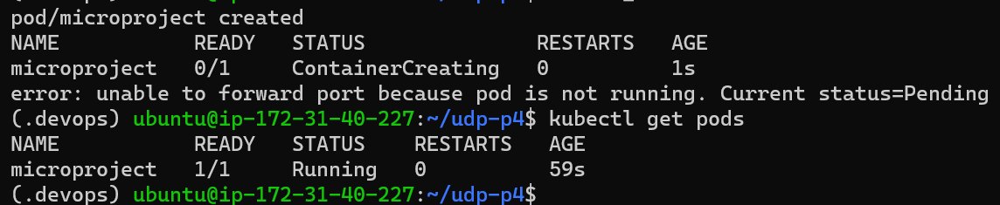 pod/microproject created
NAME READY STATUS RESTARTS AGE
microproject 0/1 ContainerCreating 0 1s
error: unable to forward port because pod is not running. Current status=Pending
(.devops) ubuntu@ip-172-31-40-227:~/udp-p4$ kubectl get pods
NAME READY STATUS RESTARTS AGE
microproject 1/1 Running 0 59s
(.devops) ubuntu@ip-172-31-40-227:~/udp-p4$